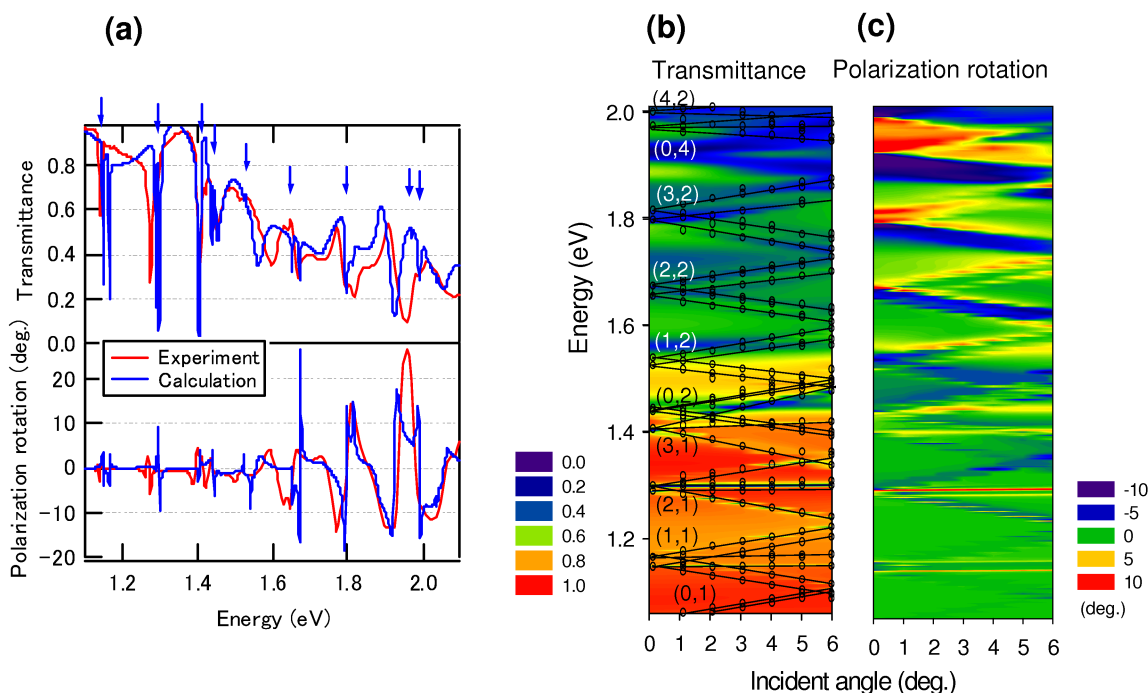 (a)
Transmittance
0.8
0.6
0.4
0.2
0.0
Experiment
Calculation
Polarization rotation (deg.)
20
10
0
-10
-20
1.2
1.4
1.6
1.8
2.0
Energy (eV)
(b)
Transmittance
Energy (eV)
2.0
1.8
1.6
1.4
1.2
(4,2)
(0,4)
(3,2)
(2,2)
(1,2)
(0,2)
(3,1)
(2,1)
(1,1)
(0,1)
0.0
0.2
0.4
0.6
0.8
1.0
0 1 2 3 4 5 6
(c)
Polarization rotation
0 1 2 3 4 5 6
Incident angle (deg.)
-10
-5
0
5
10
(deg.)